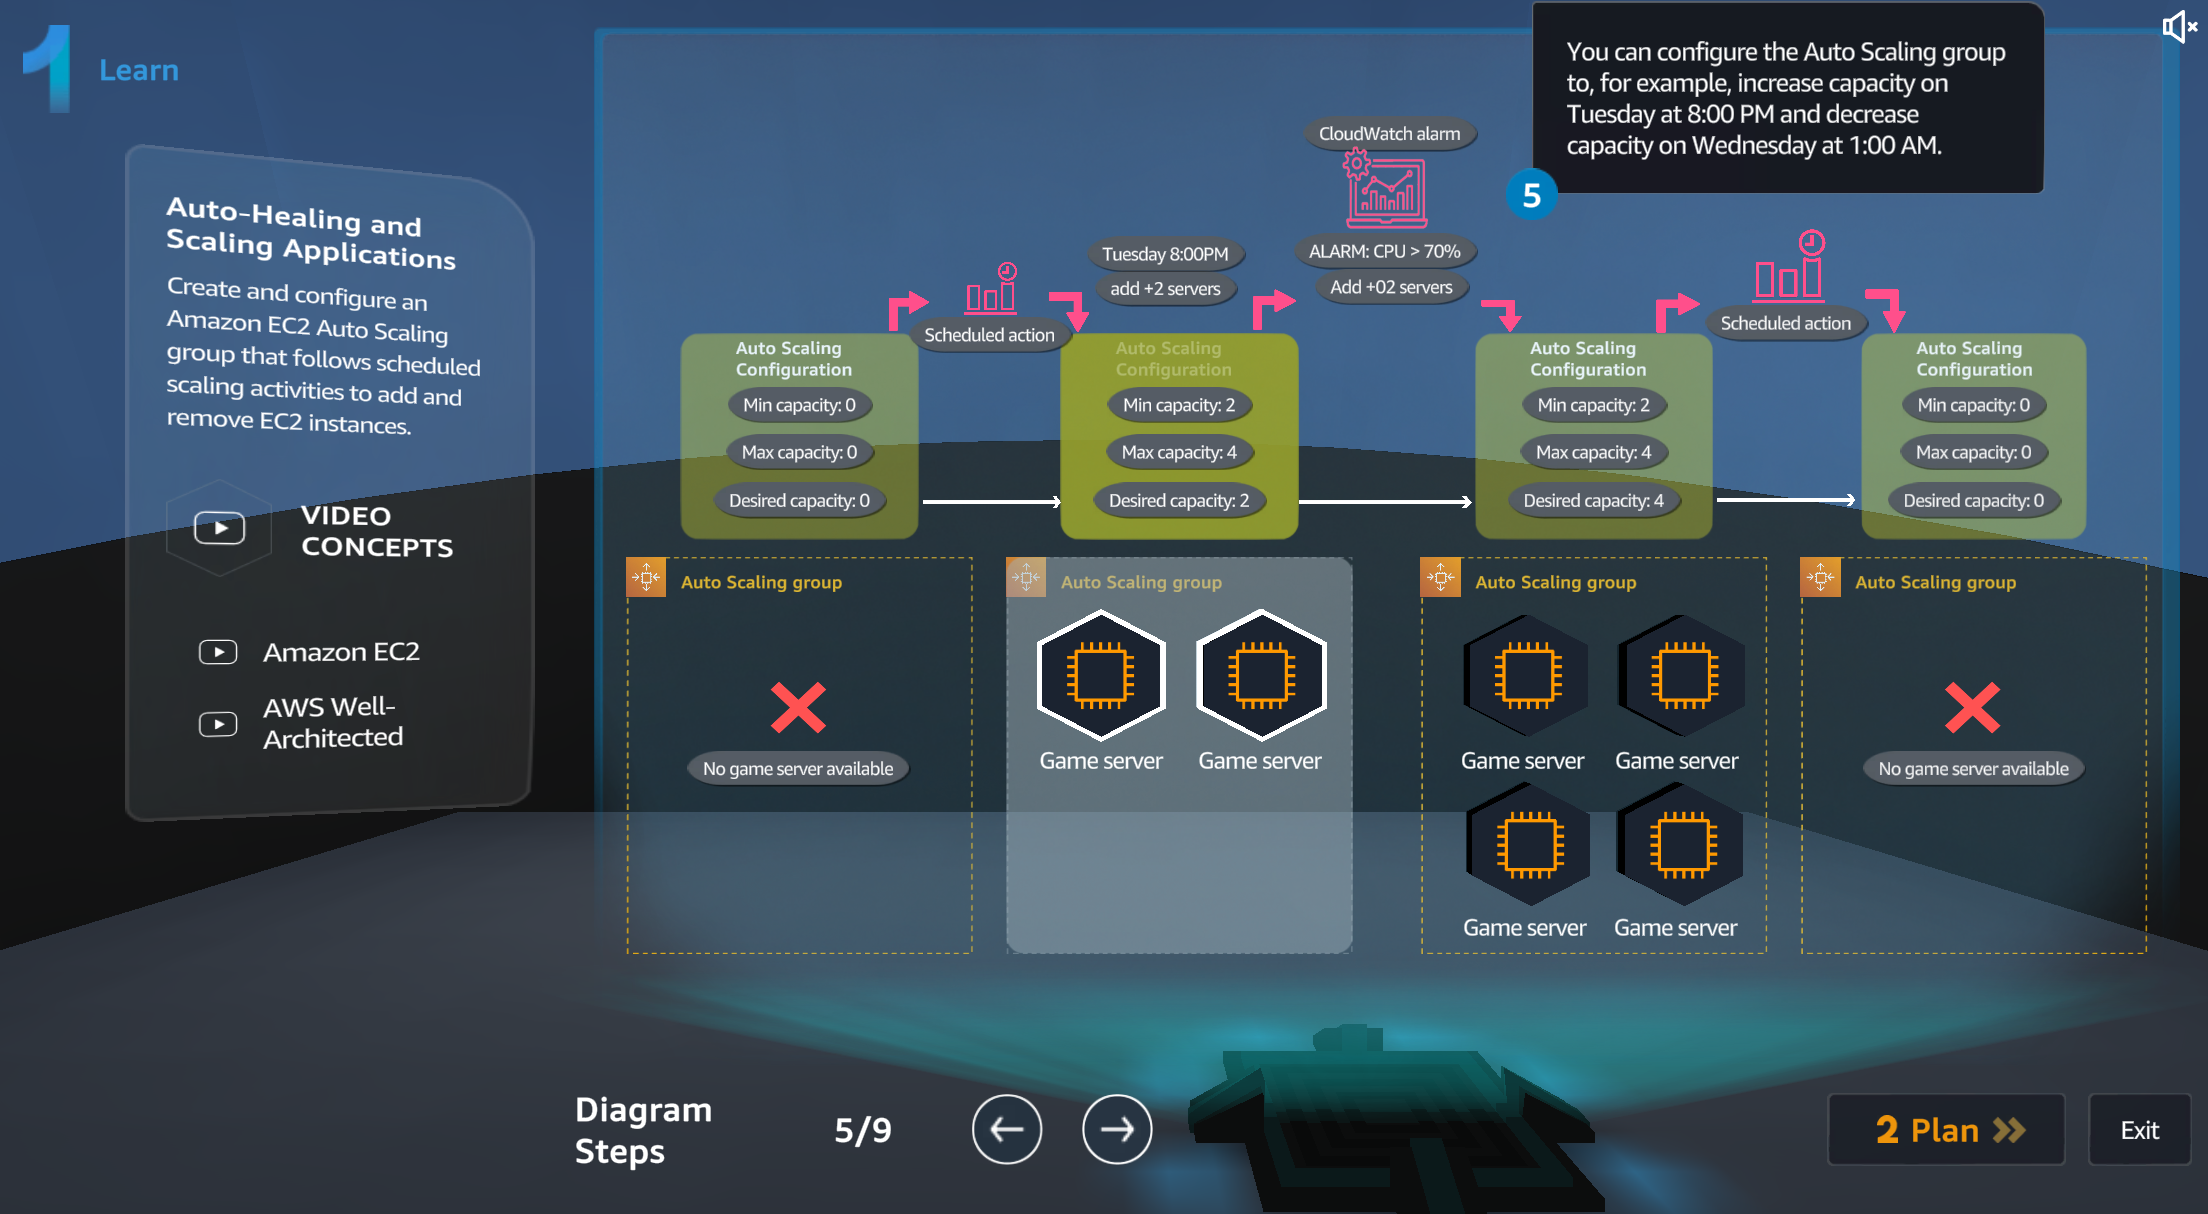 1
Learn
Auto-Healing and
Scaling Applications
Create and configure an
Amazon EC2 Auto Scaling
group that follows scheduled
scaling activities to add and
remove EC2 instances.
VIDEO
CONCEPTS
Amazon EC2
AWS Well-
Architected
You can configure the Auto Scaling group
to, for example, increase capacity on
Tuesday at 8:00 PM and decrease
capacity on Wednesday at 1:00 AM.
5
CloudWatch alarm
ALARM: CPU > 70%
Add +02 servers
Tuesday 8:00PM
add +2 servers
Scheduled action
Scheduled action
Auto Scaling
Configuration
Min capacity: 0
Max capacity: 0
Desired capacity: 0
Auto Scaling
Configuration
Min capacity: 2
Max capacity: 4
Desired capacity: 2
Auto Scaling
Configuration
Min capacity: 2
Max capacity: 4
Desired capacity: 4
Auto Scaling
Configuration
Min capacity: 0
Max capacity: 0
Desired capacity: 0
Auto Scaling group
No game server available
Auto Scaling group
Game server
Game server
Auto Scaling group
Game server
Game server
Game server
Game server
Auto Scaling group
No game server available
Diagram
Steps
5/9
2 Plan
Exit